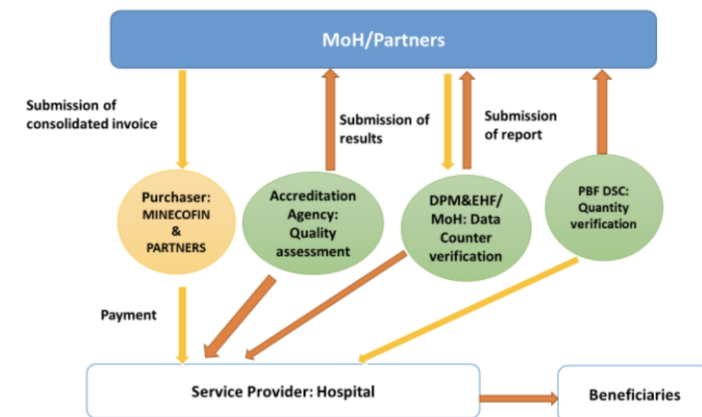 MoH/Partners
Submission of
consolidated invoice
Submission of
results
Submission
of report
Purchaser:
MINECOFIN
&
PARTNERS
Accreditation
Agency:
Quality
assessment
DPM&EHF/
MoH: Data
Counter
verification
PBF DSC:
Quantity
verification
Payment
Service Provider: Hospital
Beneficiaries